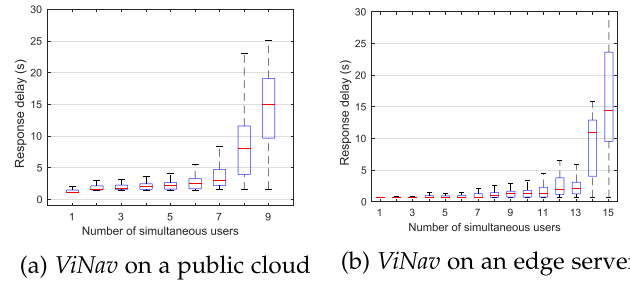 30
25
20
15
10
5
0
Response delay (s)
1 3 5 7 9
Number of simultaneous users
(a) ViNav on a public cloud
30
25
20
15
10
5
0
Response delay (s)
1 3 5 7 9 11 13 15
Number of simultaneous users
(b) ViNav on an edge server